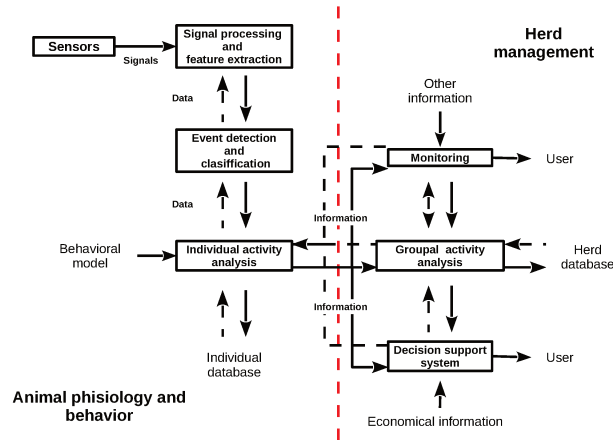 Sensors
Signals
Signal processing
and
feature extraction
Herd
management
Data
Other
information
Event detection
and
clasiffication
Monitoring
User
Data
Information
Behavioral
model
Individual activity
analysis
Groupal activity
analysis
Herd
database
Information
Individual
database
Decision support
system
User
Animal phisiology and
behavior
Economical information